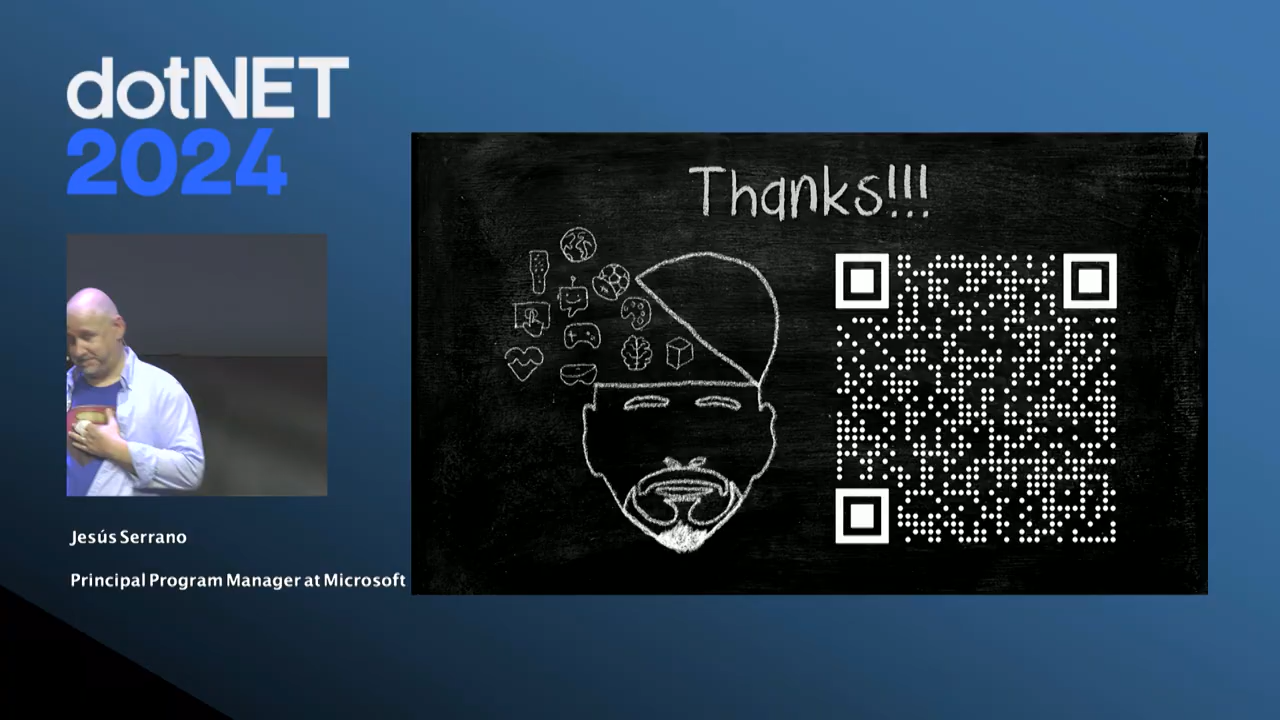 dotNET
2024
Thanks!!!
Jesús Serrano
Principal Program Manager at Microsoft